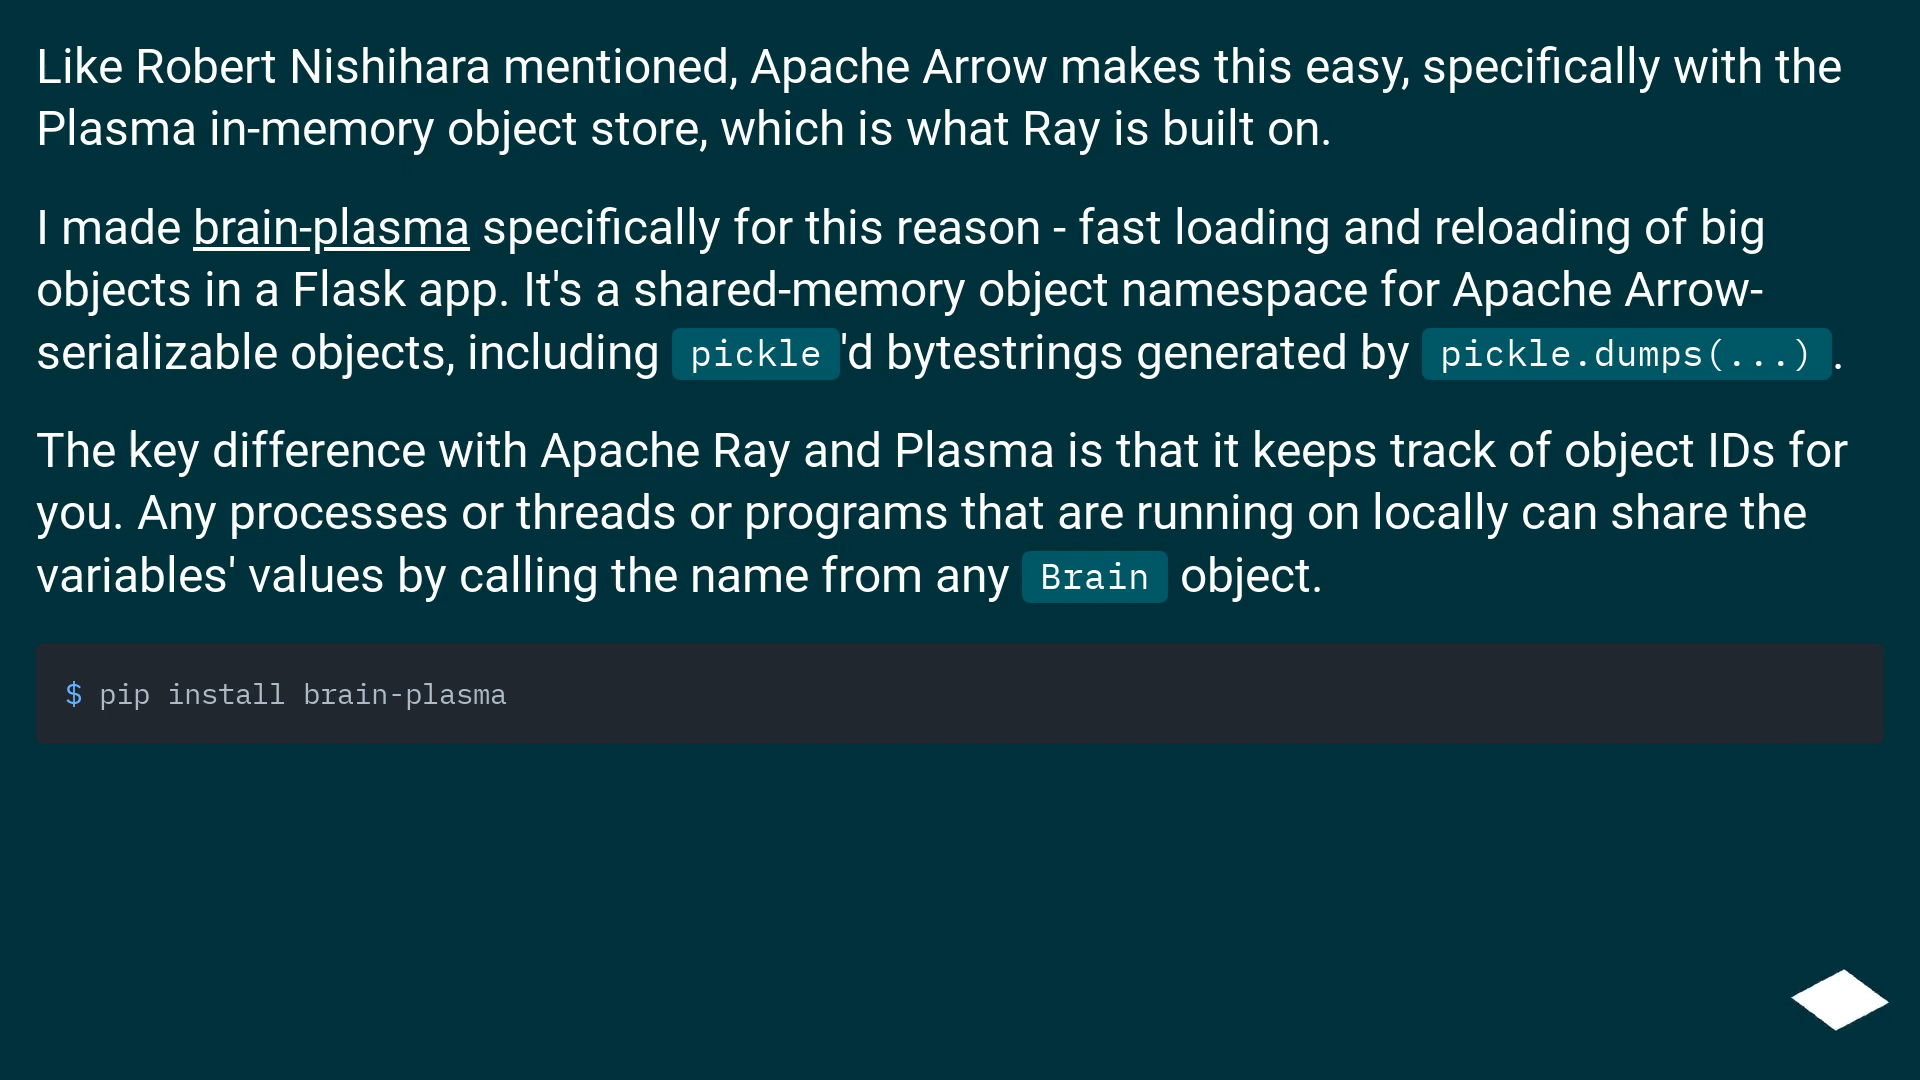 Like Robert Nishihara mentioned, Apache Arrow makes this easy, specifically with the
Plasma in-memory object store, which is what Ray is built on.
I made brain-plasma specifically for this reason - fast loading and reloading of big
objects in a Flask app. It's a shared-memory object namespace for Apache Arrow-
serializable objects, including pickle'd bytestrings generated by pickle.dumps(...).
The key difference with Apache Ray and Plasma is that it keeps track of object IDs for
you. Any processes or threads or programs that are running on locally can share the
variables' values by calling the name from any Brain object.
$ pip install brain-plasma